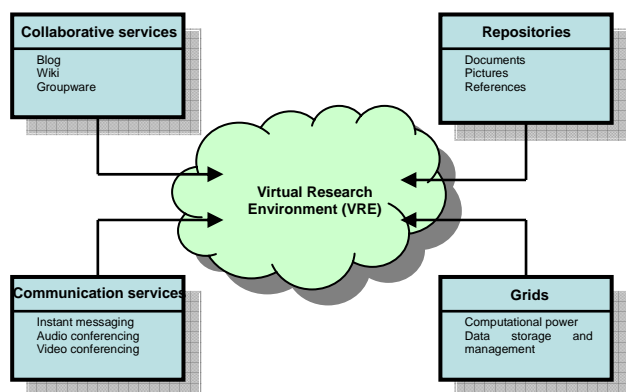 Collaborative services
Blog
Wiki
Groupware
Repositories
Documents
Pictures
References
Virtual Research
Environment (VRE)
Communication services
Instant messaging
Audio conferencing
Video conferencing
Grids
Computational power
Data storage and
management